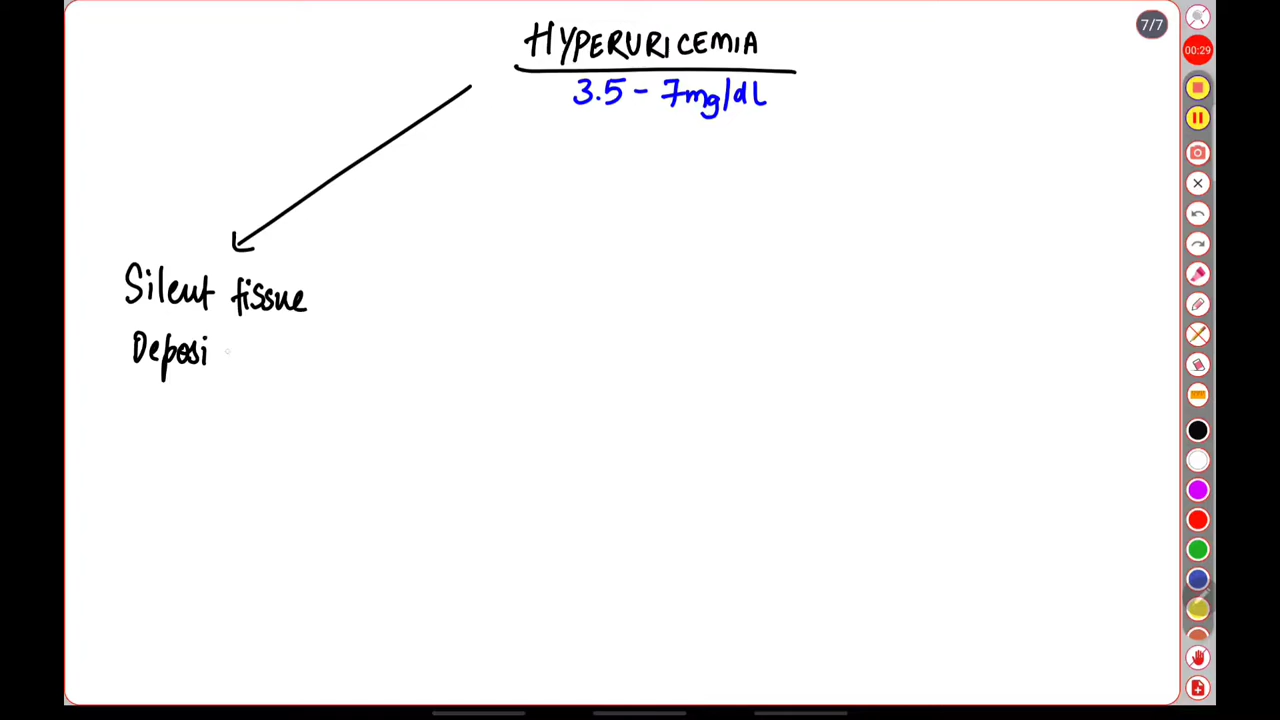 HYPERURICEMIA
3.5 - 7mg/dl
Silent tissue
Deposi
7/7
00:29